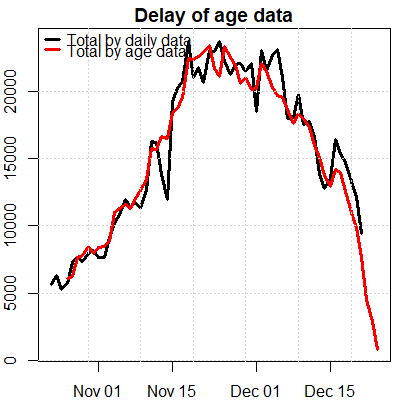 Delay of age data
Total by daily data
Total by age data
20000
15000
10000
5000
0
Nov 01 Nov 15 Dec 01 Dec 15